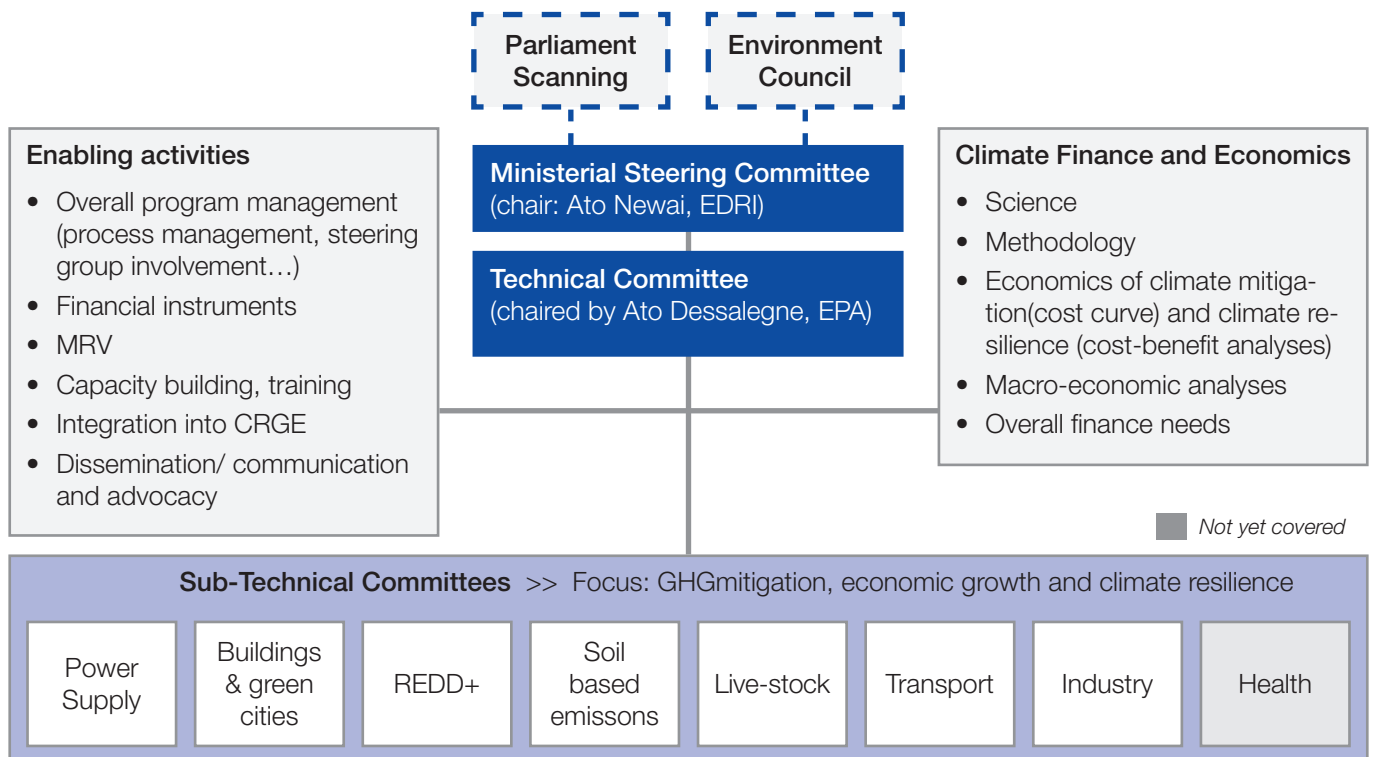 Parliament
Scanning
Environment
Council
Ministerial Steering Committee
(chair: Ato Newai, EDRI)
Technical Committee
(chaired by Ato Dessalegne, EPA)
Enabling activities
• Overall program management
(process management, steering
group involvement…)
• Financial instruments
• MRV
• Capacity building, training
• Integration into CRGE
• Dissemination/ communication
and advocacy
Climate Finance and Economics
• Science
• Methodology
• Economics of climate mitiga-
tion(cost curve) and climate re-
silience (cost-benefit analyses)
• Macro-economic analyses
• Overall finance needs
Not yet covered
Sub-Technical Committees >> Focus: GHGmitigation, economic growth and climate resilience
Power
Supply
Buildings
& green
cities
REDD+
Soil
based
emissons
Live-stock
Transport
Industry
Health